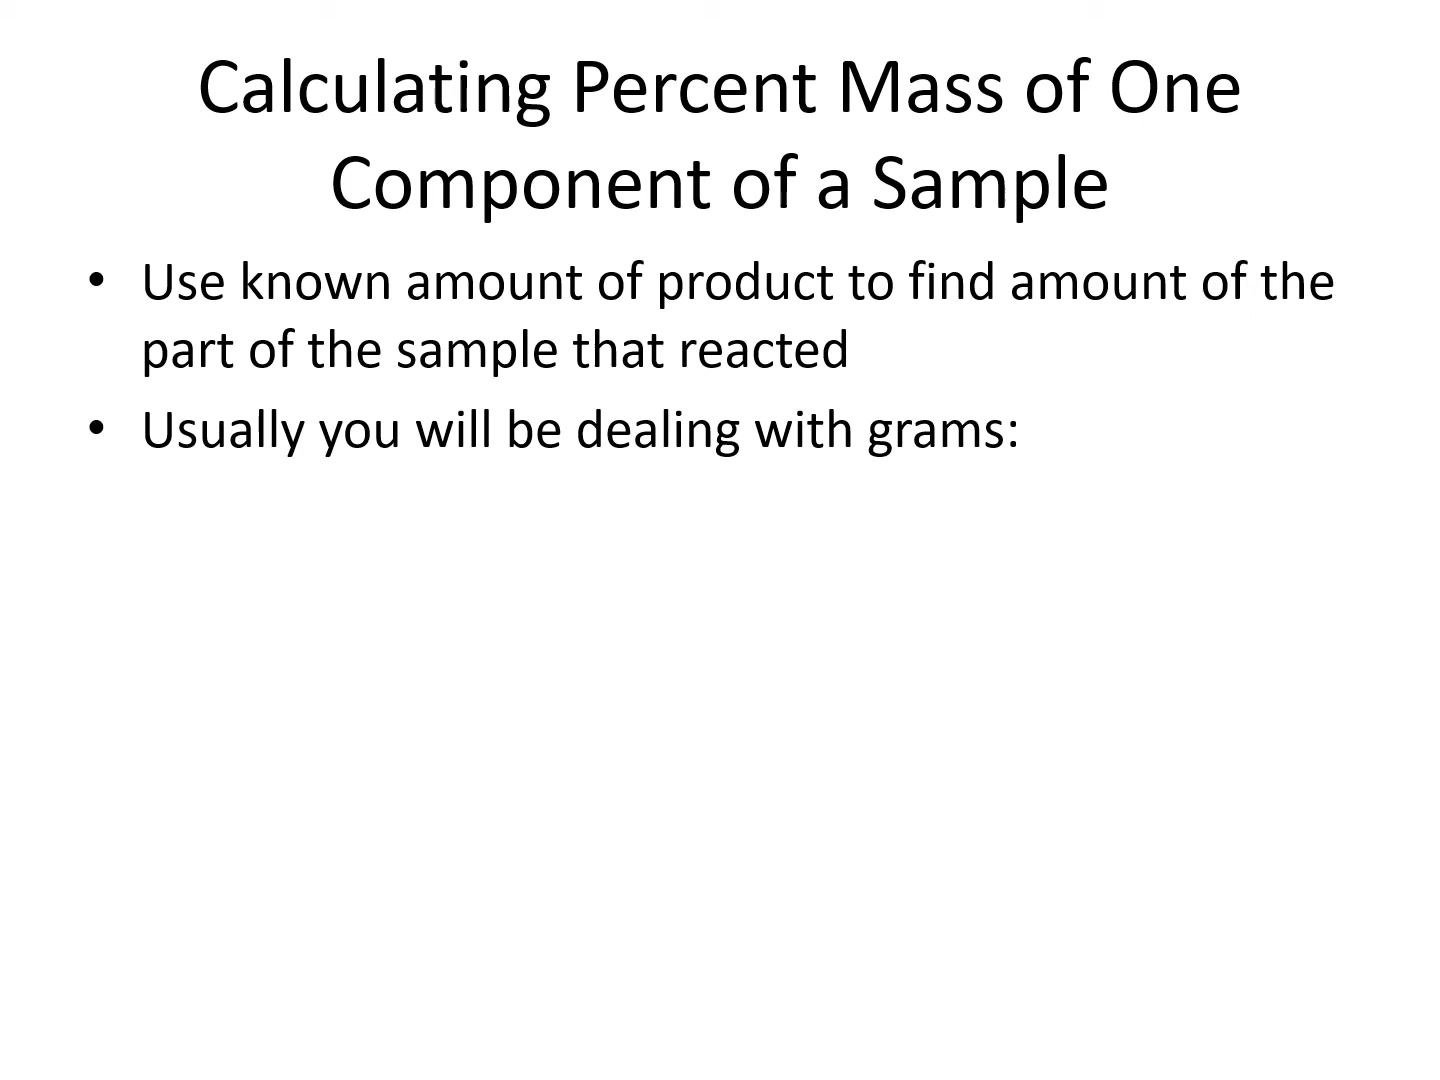 Calculating Percent Mass of One
Component of a Sample
• Use known amount of product to find amount of the
part of the sample that reacted
• Usually you will be dealing with grams: